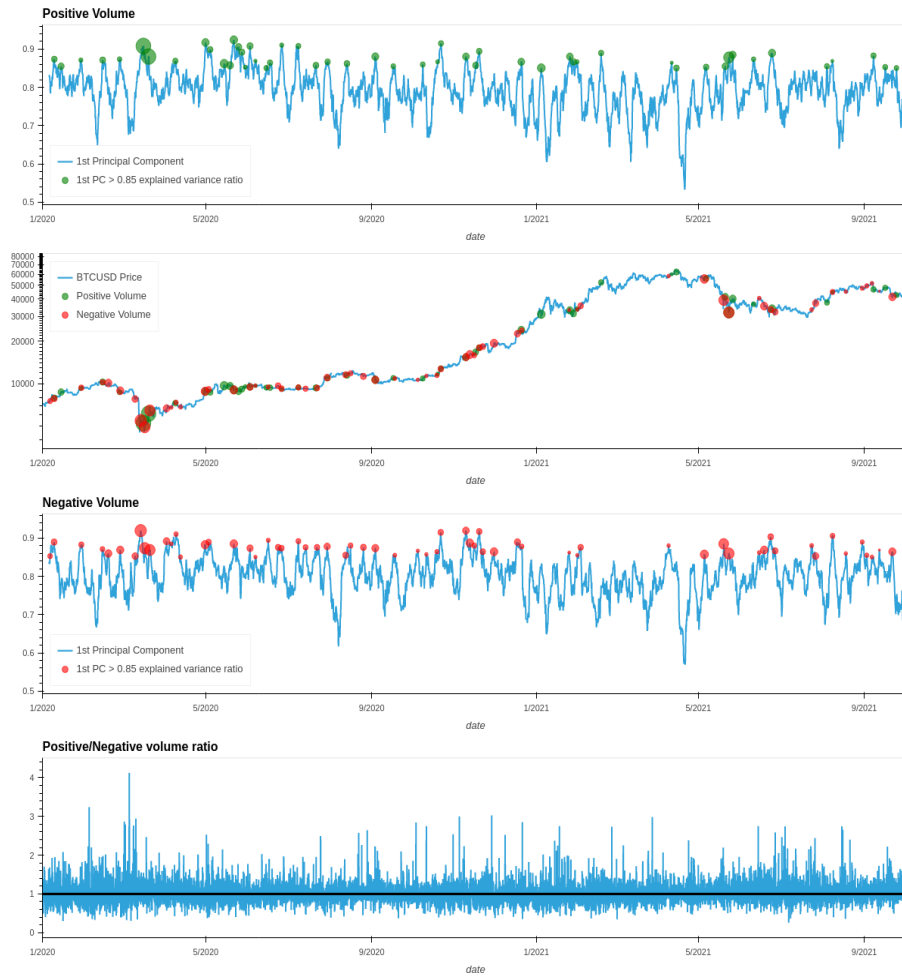 Positive Volume
0.9
0.8
0.7
0.6
0.5
1st Principal Component
1st PC > 0.85 explained variance ratio
1/2020 5/2020 9/2020 1/2021 5/2021 9/2021
date
80000
70000
60000
50000
40000
30000
20000
10000
BTCUSD Price
Positive Volume
Negative Volume
1/2020 5/2020 9/2020 1/2021 5/2021 9/2021
date
Negative Volume
0.9
0.8
0.7
0.6
0.5
1st Principal Component
1st PC > 0.85 explained variance ratio
1/2020 5/2020 9/2020 1/2021 5/2021 9/2021
date
Positive/Negative volume ratio
4
3
2
1
0
1/2020 5/2020 9/2020 1/2021 5/2021 9/2021
date